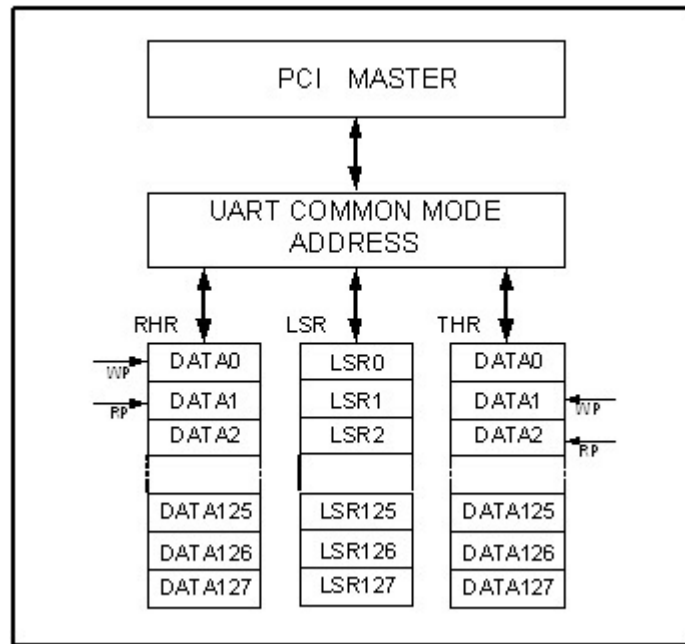 PCI MASTER
UART COMMON MODE
ADDRESS
RHR LSR THR
DATA0 LSR0 DATA0
WP
DATA1 LSR1 DATA1
RP WP
DATA2 LSR2 DATA2
RP
DATA125 LSR125 DATA125
DATA126 LSR126 DATA126
DATA127 LSR127 DATA127